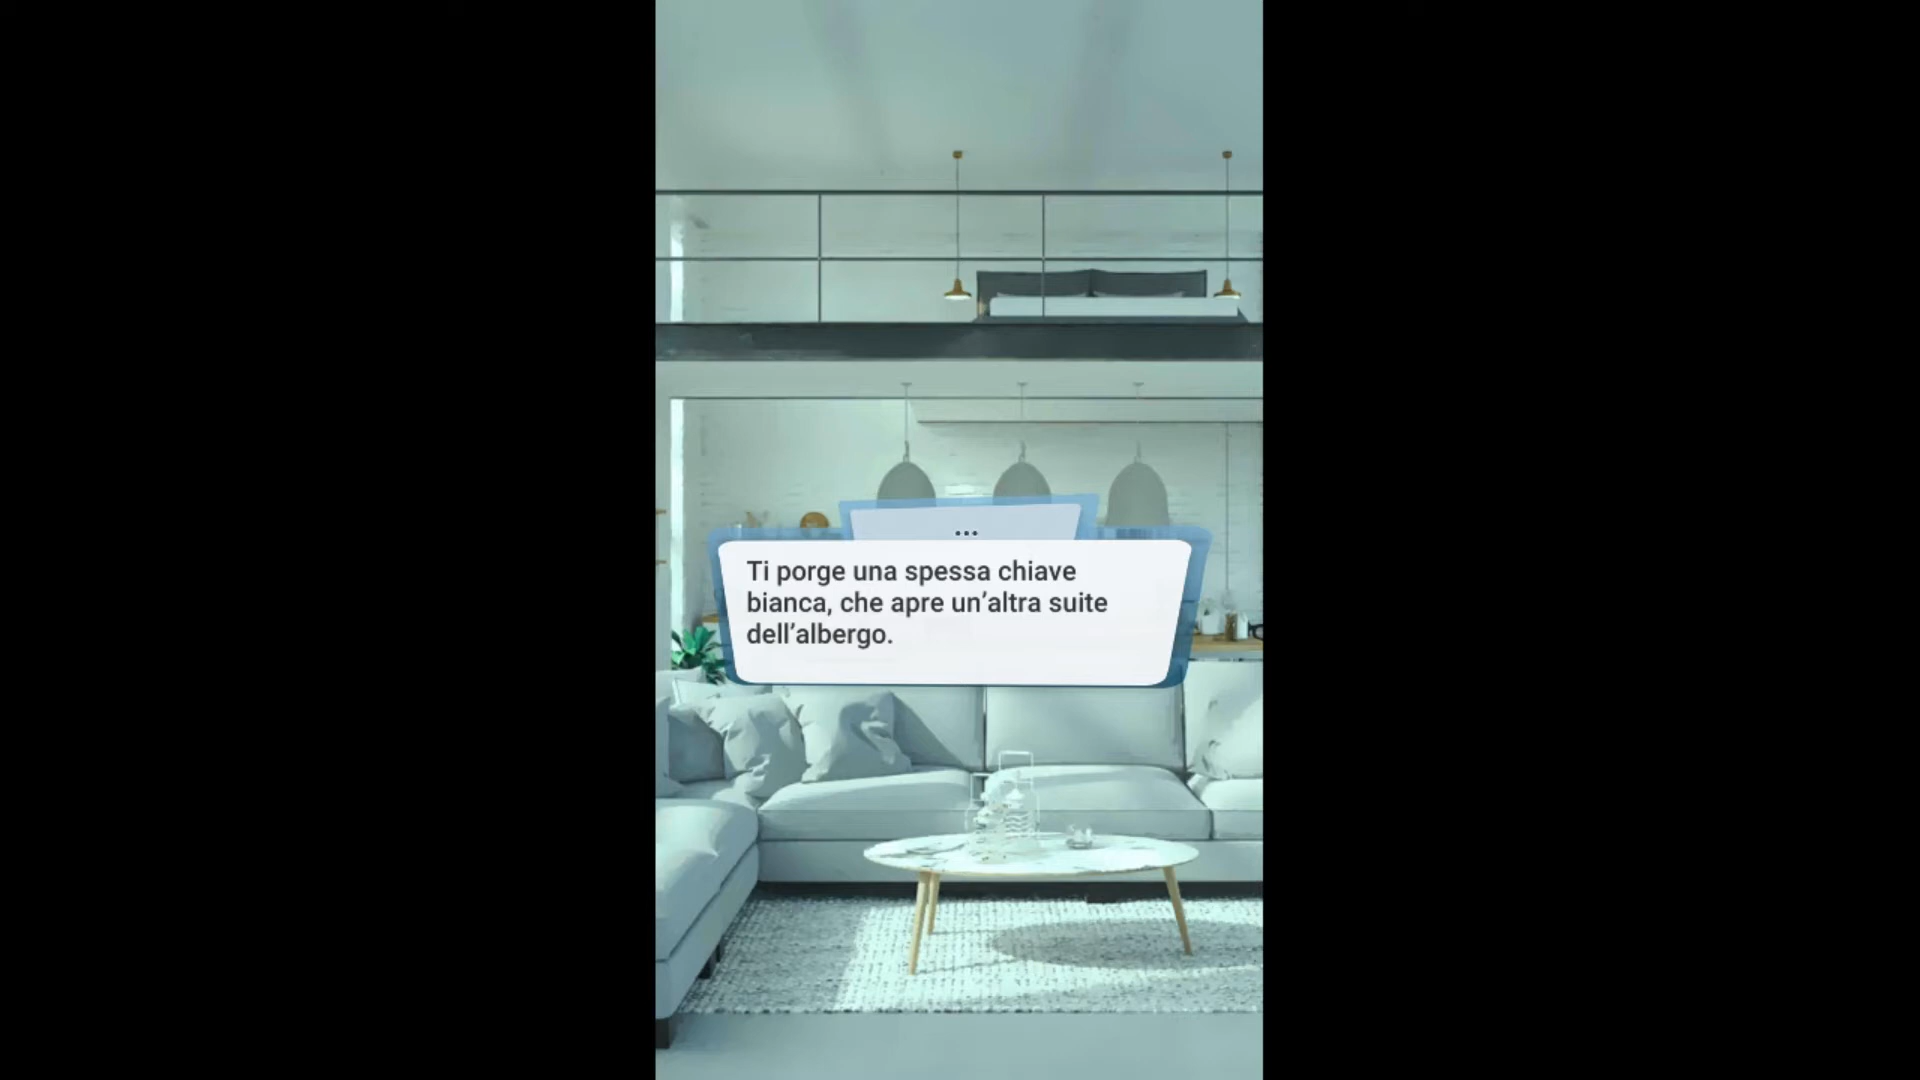 ...
Ti porge una spessa chiave
bianca, che apre un’altra suite
dell’albergo.